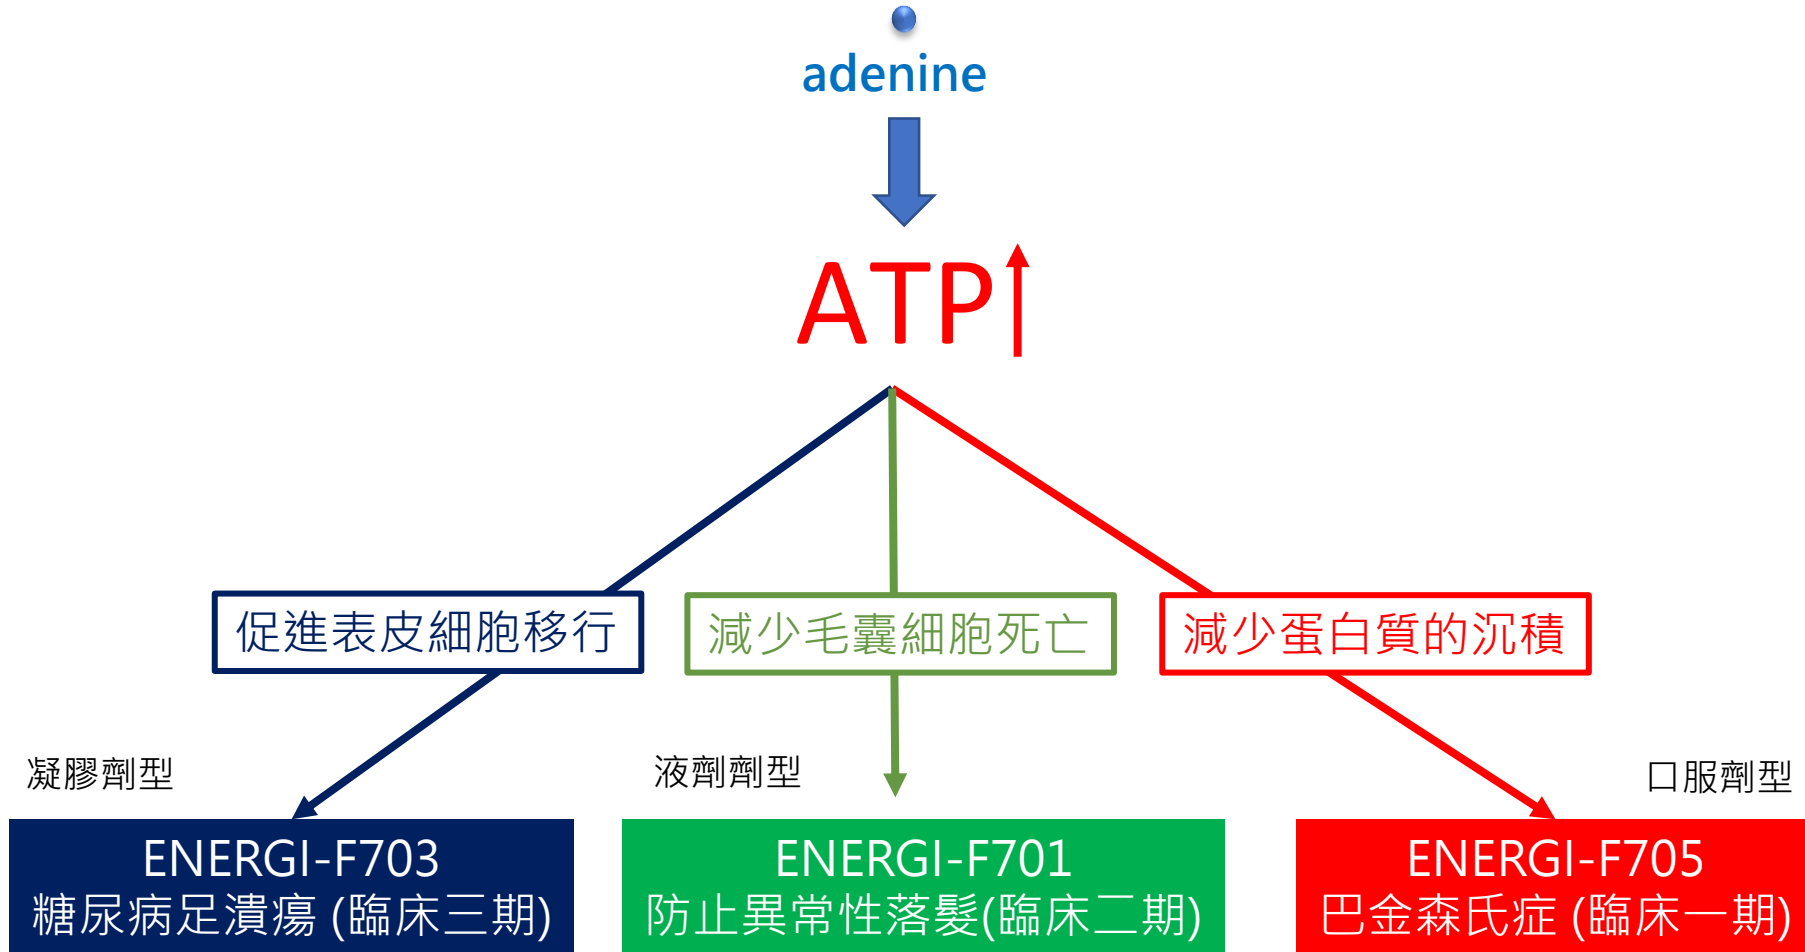 adenine
ATP
促進表皮細胞移行
減少毛囊細胞死亡
減少蛋白質的沉積
凝膠劑型
液劑劑型
口服劑型
ENERGI-F703
糖尿病足潰瘍 (臨床三期)
ENERGI-F701
防止異常性落髮(臨床二期)
ENERGI-F705
巴金森氏症 (臨床一期)